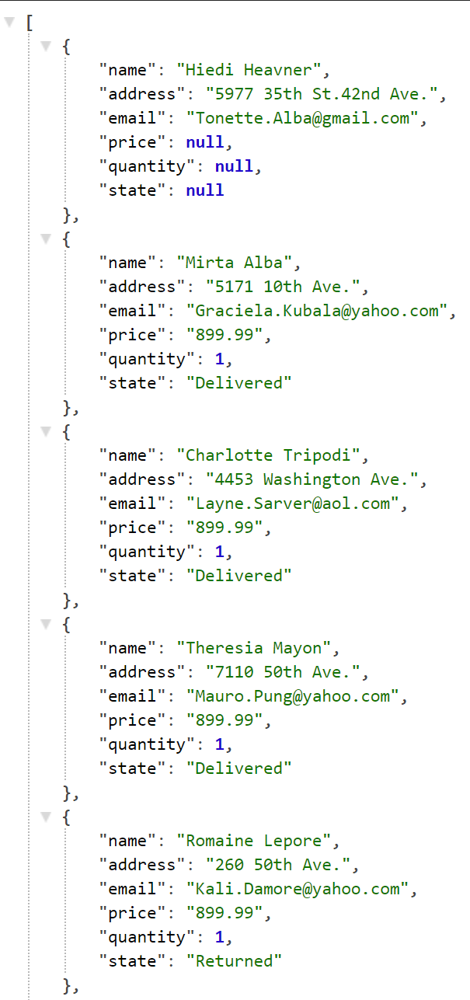 [
{
"name": "Hiedi Heavner",
"address": "5977 35th St.42nd Ave.",
"email": "Tonette.Alba@gmail.com",
"price": null,
"quantity": null,
"state": null
},
{
"name": "Mirta Alba",
"address": "5171 10th Ave.",
"email": "Graciela.Kubala@yahoo.com",
"price": "899.99",
"quantity": 1,
"state": "Delivered"
},
{
"name": "Charlotte Tripodi",
"address": "4453 Washington Ave.",
"email": "Layne.Sarver@aol.com",
"price": "899.99",
"quantity": 1,
"state": "Delivered"
},
{
"name": "Theresia Mayon",
"address": "7110 50th Ave.",
"email": "Mauro.Pung@yahoo.com",
"price": "899.99",
"quantity": 1,
"state": "Delivered"
},
{
"name": "Romaine Lepore",
"address": "260 50th Ave.",
"email": "Kali.Damore@yahoo.com",
"price": "899.99",
"quantity": 1,
"state": "Returned"
},